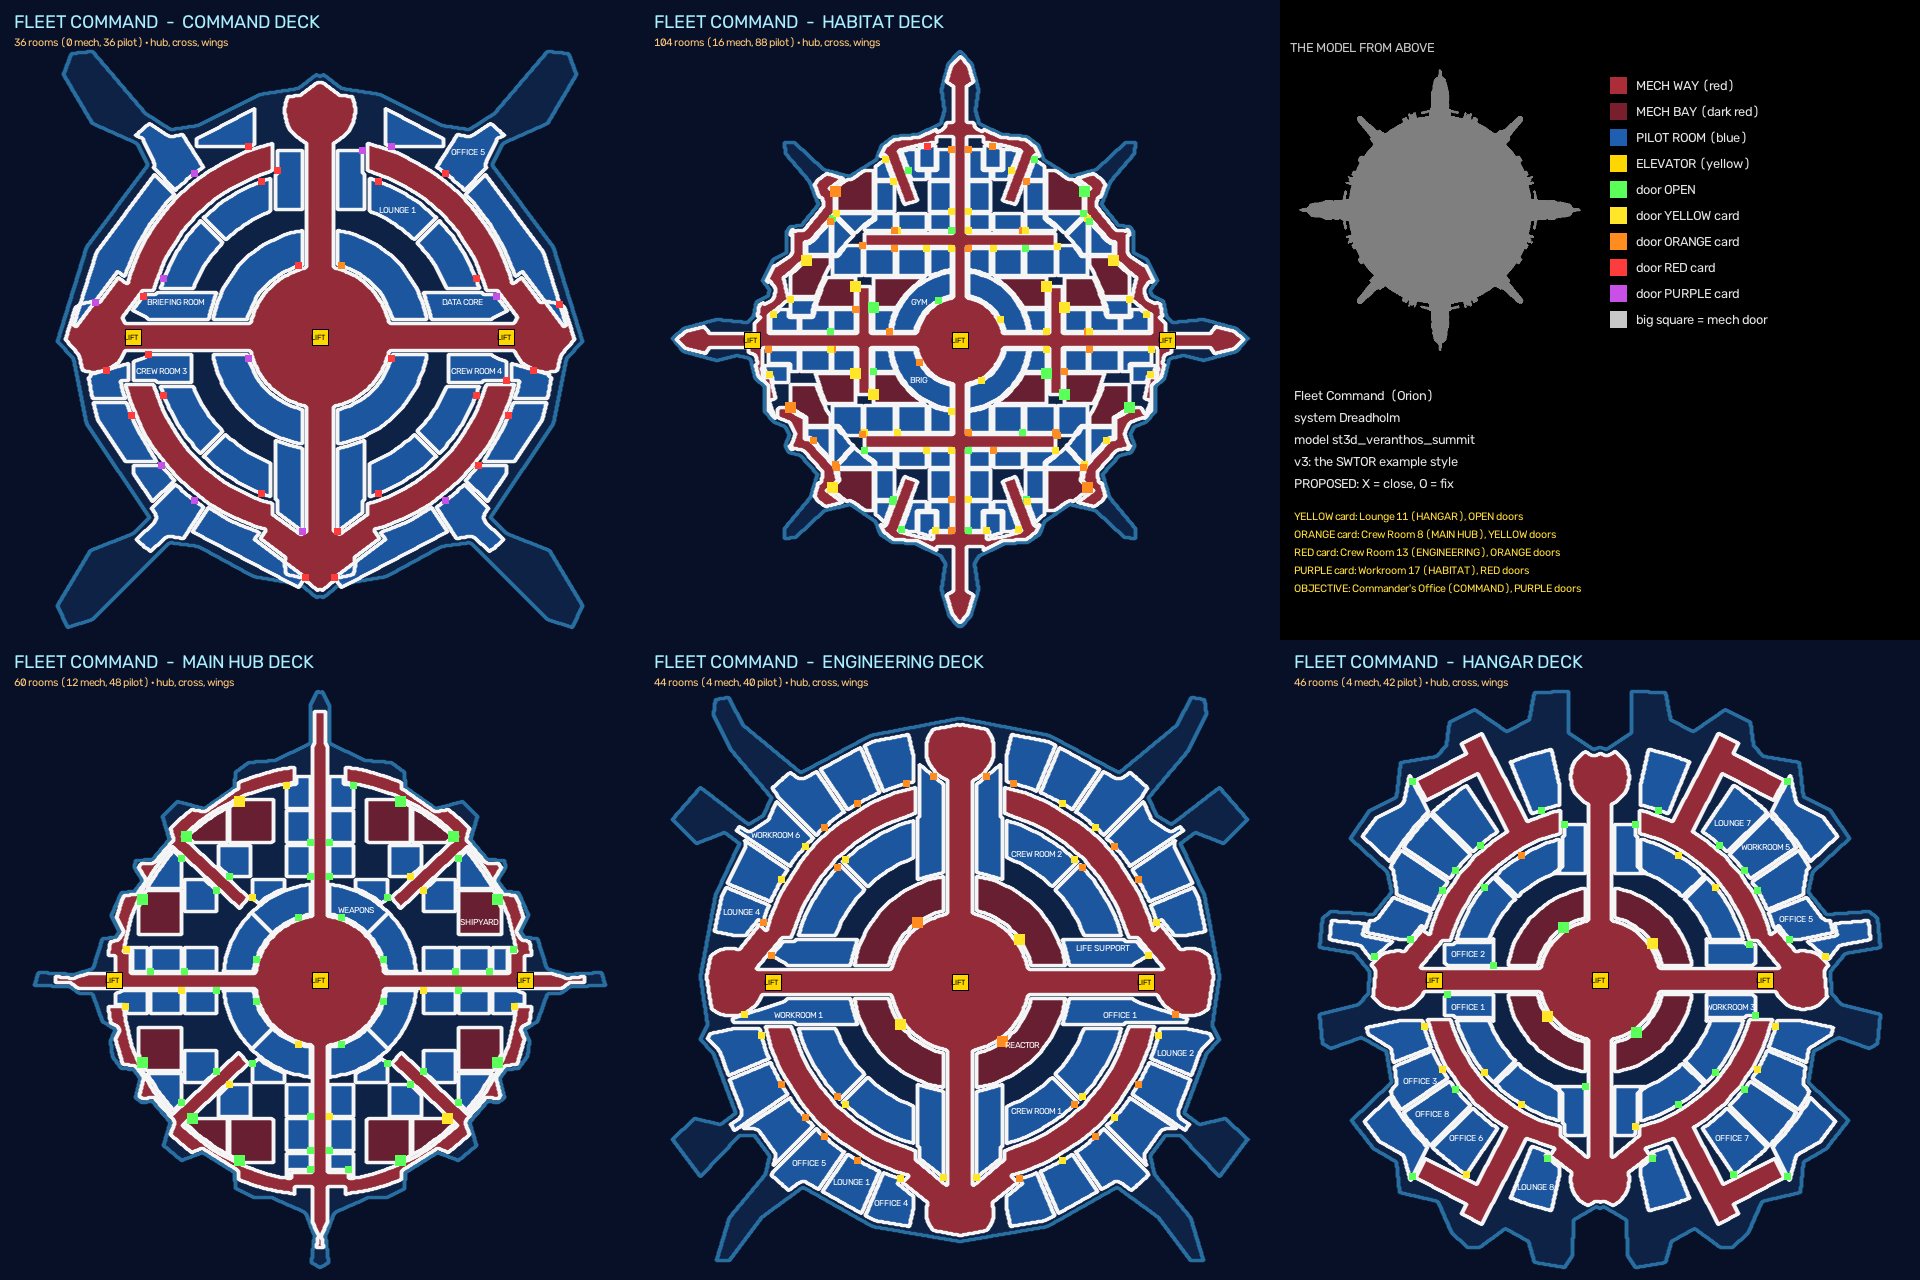 FLEET COMMAND - COMMAND DECK
36 rooms (0 mech, 36 pilot) • hub, cross, wings
OFFICE 5
LOUNGE 1
BRIEFING ROOM
DATA CORE
LIFT
LIFT
LIFT
CREW ROOM 3
CREW ROOM 4
FLEET COMMAND - HABITAT DECK
104 rooms (16 mech, 88 pilot) • hub, cross, wings
GYM
LIFT
LIFT
LIFT
BRIG
THE MODEL FROM ABOVE
MECH WAY (red)
MECH BAY (dark red)
PILOT ROOM (blue)
ELEVATOR (yellow)
door OPEN
door YELLOW card
door ORANGE card
door RED card
door PURPLE card
big square = mech door
Fleet Command (Orion)
system Dreadholm
model st3d_veranthos_summit
v3: the SWTOR example style
PROPOSED: X = close, O = fix
YELLOW card: Lounge 11 (HANGAR), OPEN doors
ORANGE card: Crew Room 8 (MAIN HUB), YELLOW doors
RED card: Crew Room 13 (ENGINEERING), ORANGE doors
PURPLE card: Workroom 17 (HABITAT), RED doors
OBJECTIVE: Commander's Office (COMMAND), PURPLE doors
FLEET COMMAND - MAIN HUB DECK
60 rooms (12 mech, 48 pilot) • hub, cross, wings
WEAPONS
SHIPYARD
LIFT
LIFT
LIFT
FLEET COMMAND - ENGINEERING DECK
44 rooms (4 mech, 40 pilot) • hub, cross, wings
WORKROOM 6
CREW ROOM 2
LOUNGE 4
LIFE SUPPORT
LIFT
LIFT
LIFT
WORKROOM 1
OFFICE 1
REACTOR
LOUNGE 2
CREW ROOM 1
OFFICE 5
LOUNGE 1
OFFICE 4
FLEET COMMAND - HANGAR DECK
46 rooms (4 mech, 42 pilot) • hub, cross, wings
LOUNGE 7
WORKROOM 5
OFFICE 5
OFFICE 2
LIFT
LIFT
LIFT
OFFICE 1
WORKROOM 3
OFFICE 3
OFFICE 8
OFFICE 6
OFFICE 7
LOUNGE 8